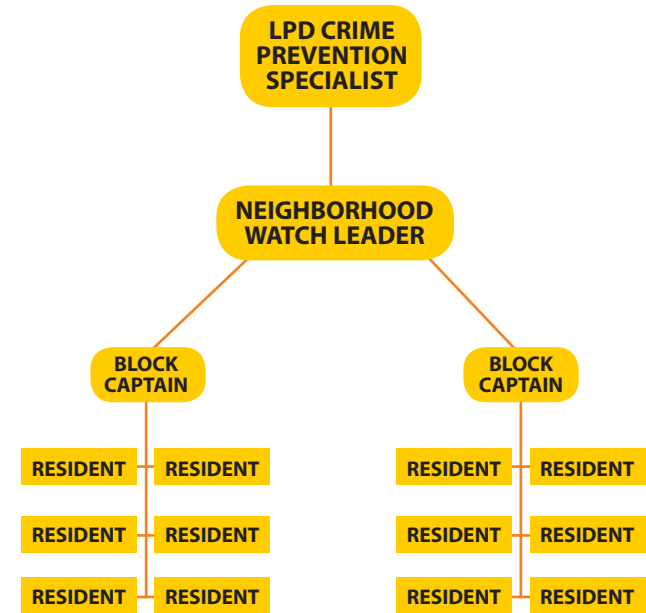 LPD CRIME
PREVENTION
SPECIALIST
NEIGHBORHOOD
WATCH LEADER
BLOCK
CAPTAIN
BLOCK
CAPTAIN
RESIDENT RESIDENT RESIDENT RESIDENT
RESIDENT RESIDENT RESIDENT RESIDENT
RESIDENT RESIDENT RESIDENT RESIDENT